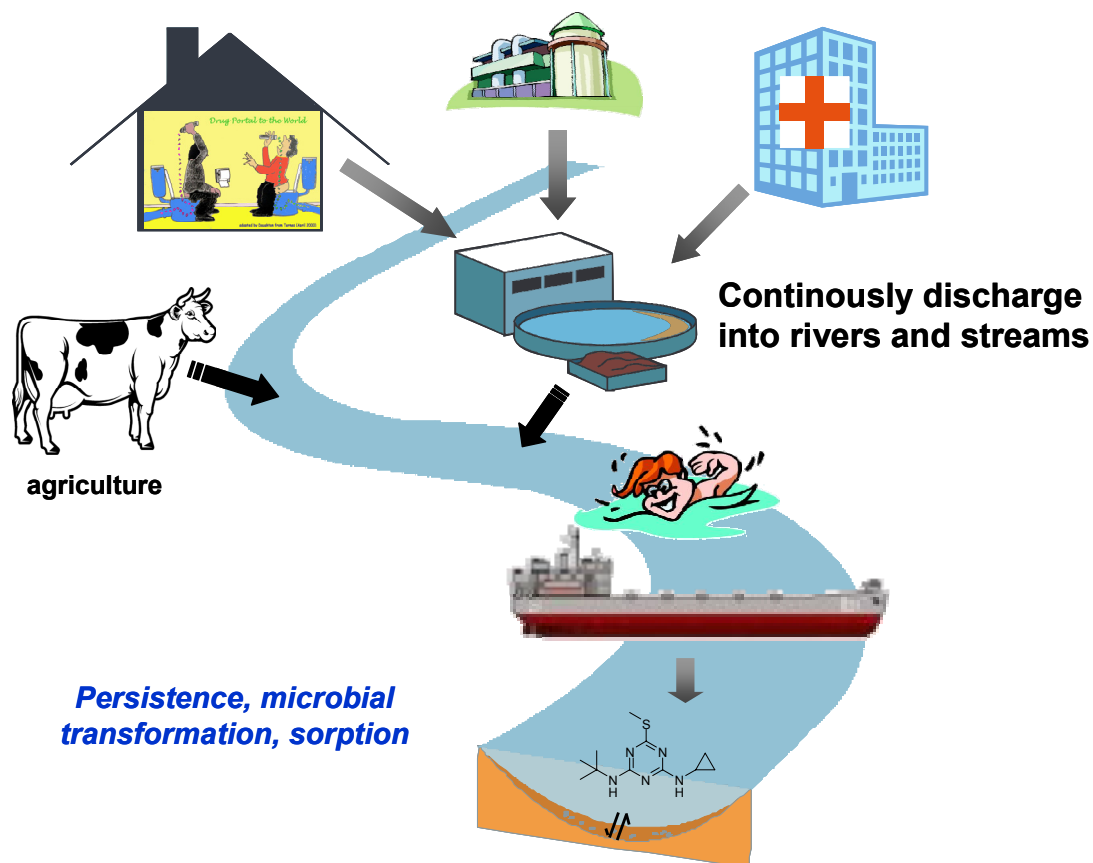 Drug Portal to the World
Continously discharge
into rivers and streams
agriculture
Persistence, microbial
transformation, sorption
S
N
N
N
H
N
N
H